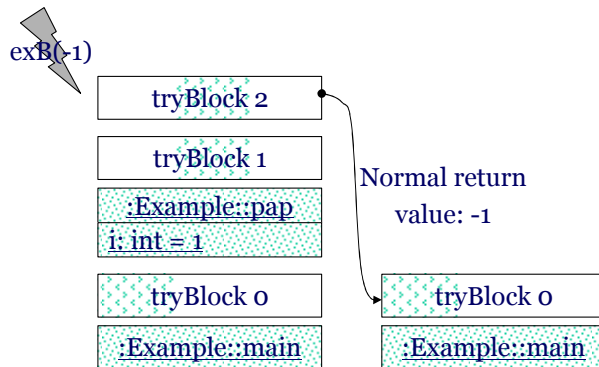 exB(-1)
tryBlock 2
tryBlock 1
:Example::pap
i: int = 1
tryBlock 0
:Example::main
Normal return
value: -1
tryBlock 0
:Example::main